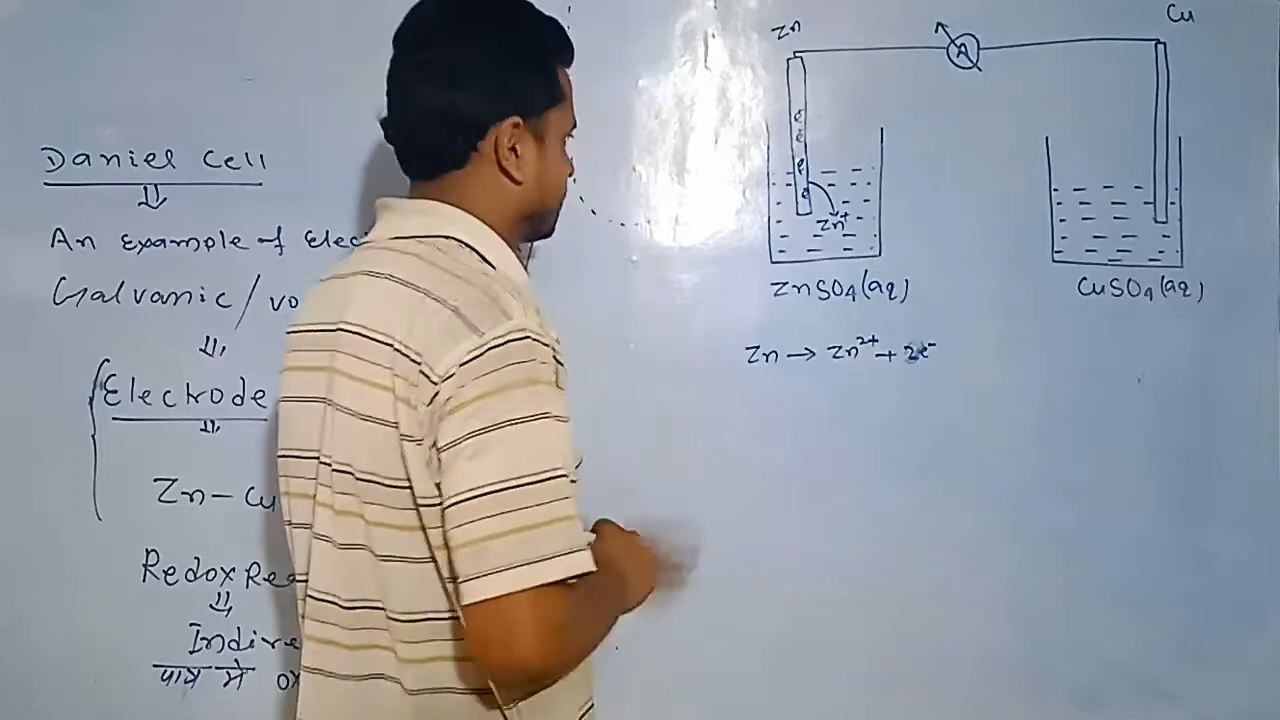 Daniel Cell
⇓
An Example of Elec
Galvanic/vo
⇓
Electrode
⇓
Zn-Cu
Redox Rea
⇓
Indire
पात्र मे ox
Zn
A
Cu
e e e e
Zn²⁺
ZnSO4(aq)
CuSO4(aq)
Zn → Zn²⁺ + 2e⁻